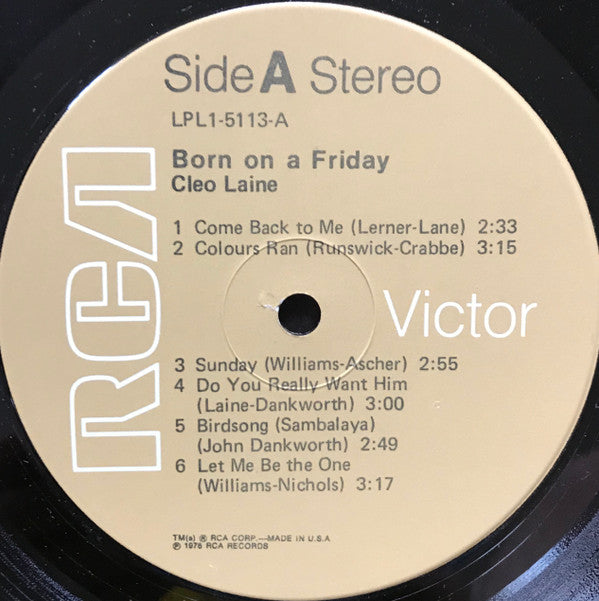 Side A Stereo
LPL1-5113-A
Born on a Friday
Cleo Laine
1 Come Back to Me (Lerner-Lane) 2:33
2 Colours Ran (Runswick-Crabbe) 3:15
RCA
Victor
3 Sunday (Williams-Ascher) 2:55
4 Do You Really Want Him
(Laine-Dankworth) 3:00
5 Birdsong (Sambalaya)
(John Dankworth) 2:49
6 Let Me Be the One
(Williams-Nichols) 3:17
TM(s) ® RCA CORP.—MADE IN U.S.A
℗ 1976 RCA RECORDS